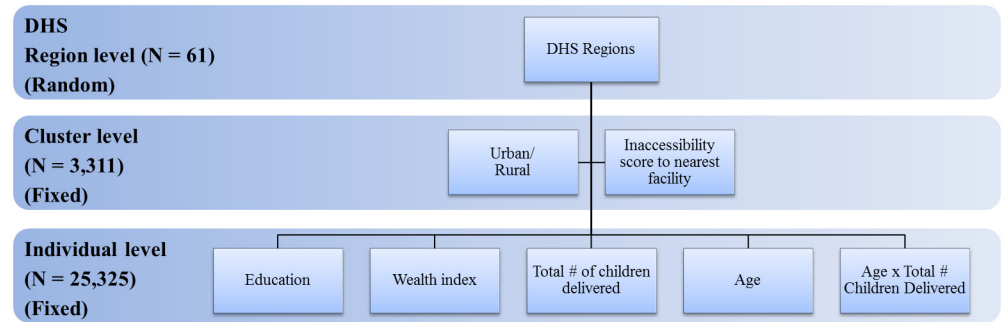 DHS
Region level (N = 61)
(Random)
DHS Regions
Cluster level
(N = 3,311)
(Fixed)
Urban/
Rural
Inaccessibility
score to nearest
facility
Individual level
(N = 25,325)
(Fixed)
Education
Wealth index
Total # of children
delivered
Age
Age x Total #
Children Delivered